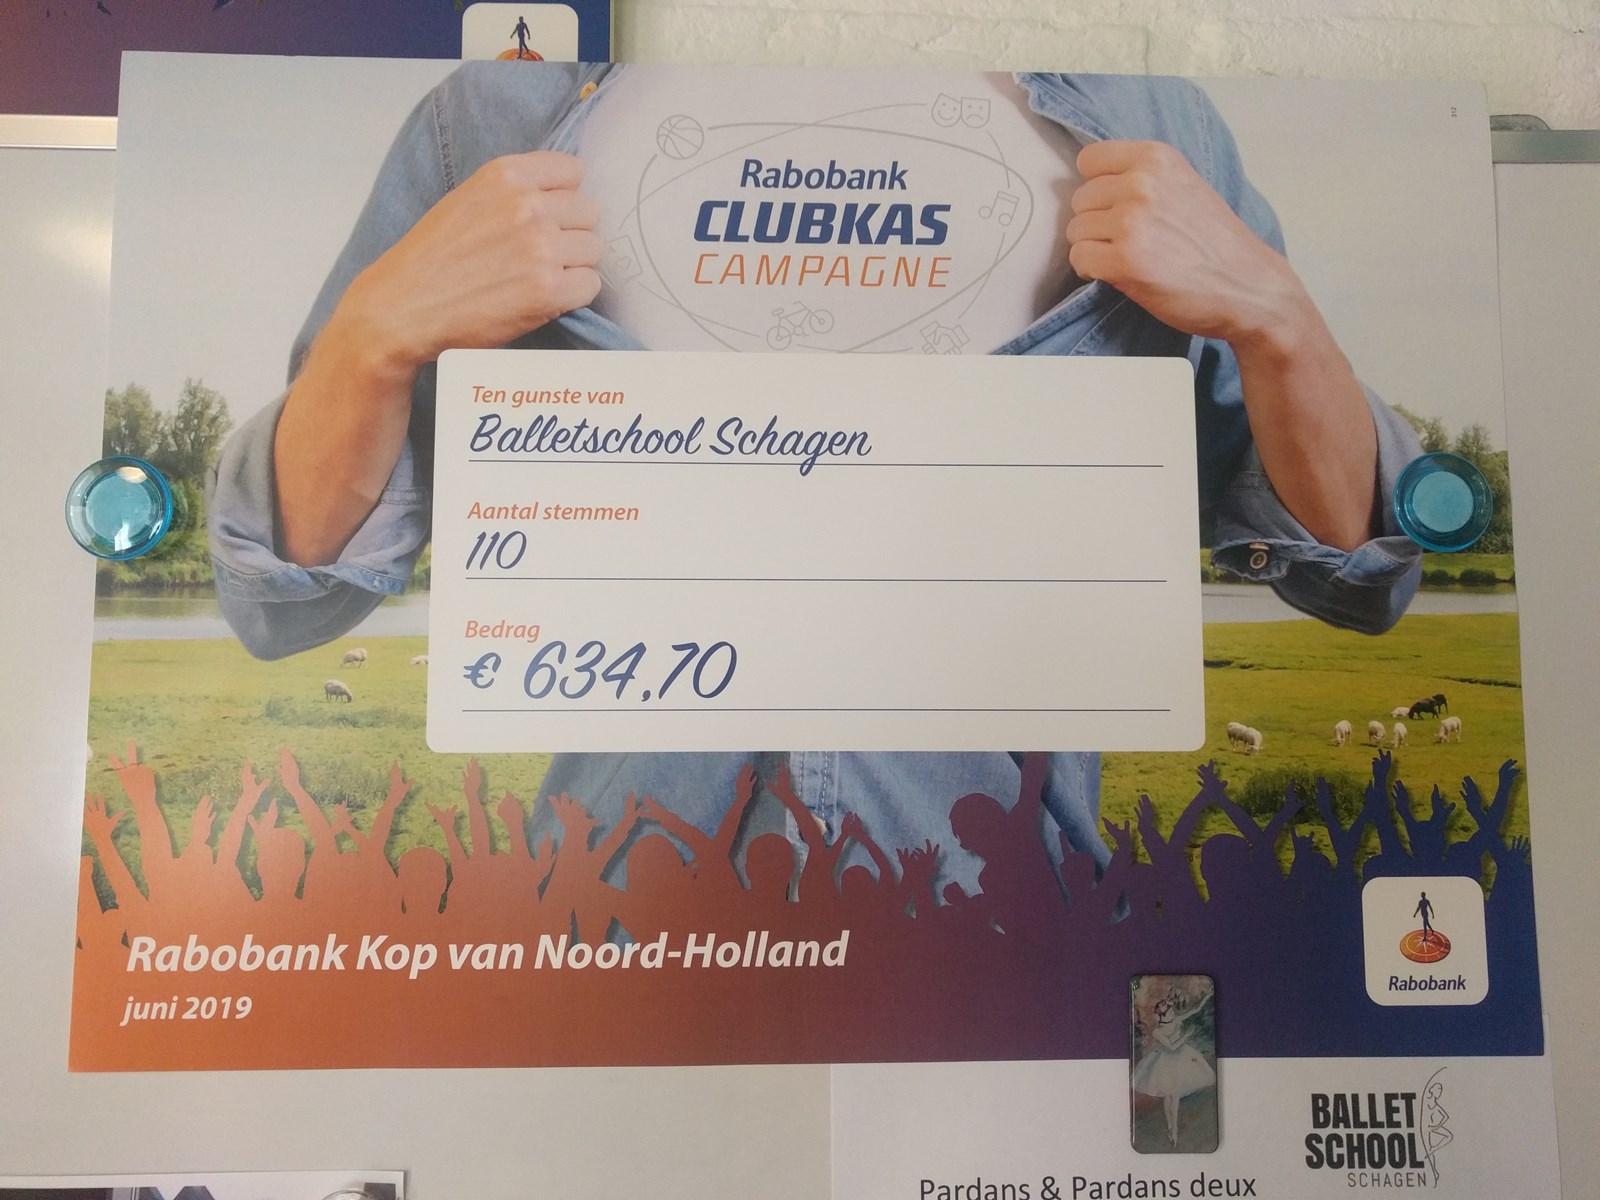 312
Rabobank
CLUBKAS
CAMPAGNE
Ten gunste van
Balletschool Schagen
Aantal stemmen
110
Bedrag
€ 634,70
Rabobank Kop van Noord-Holland
juni 2019
Rabobank
BALLET
SCHOOL
SCHAGEN
Pardans & Pardans deux